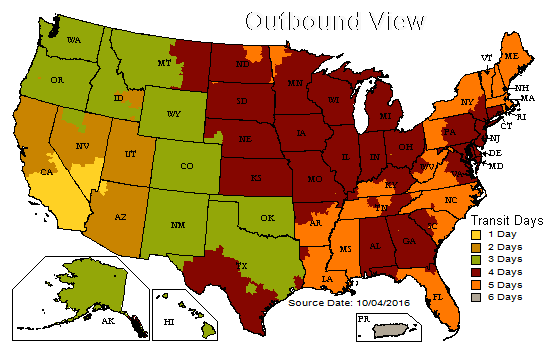 Outbound View
WA
MT
ND
MN
VT
ME
OR
ID
SD
WI
MI
NY
NH
MA
WY
RI
CT
NV
UT
NE
IA
PA
NJ
IL
IN
OH
DE
MD
CA
CO
KS
MO
WV
VA
KY
NC
AZ
NM
OK
AR
TN
SC
TX
MS
AL
GA
LA
FL
AK
HI
PR
Transit Days
1 Day
2 Days
3 Days
4 Days
5 Days
6 Days
Source Date: 10/04/2016